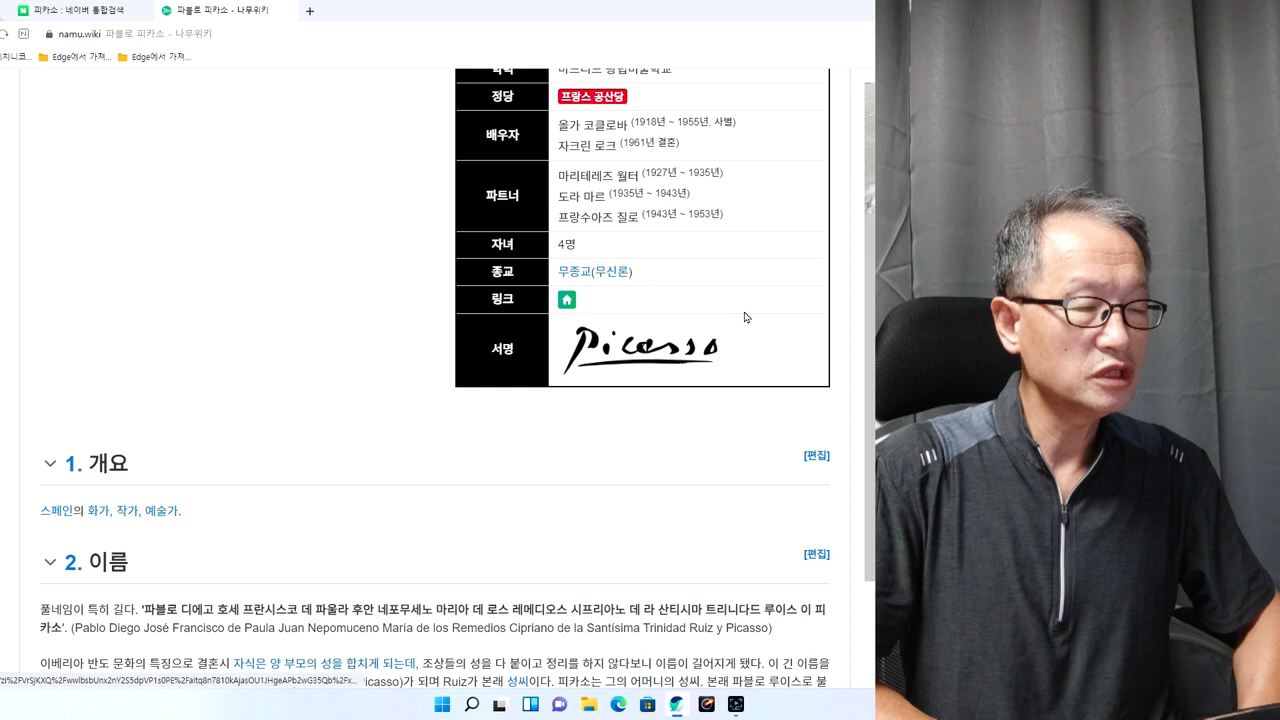 피카소 : 네이버 통합검색
파블로 피카소 - 나무위키
namu.wiki 파블로 피카소 - 나무위키
Edge에서 가져...
Edge에서 가져...
정당
프랑스 공산당
배우자
올가 코클로바 (1918년 ~ 1955년, 사별)
자크린 로크 (1961년 결혼)
파트너
마리테레즈 월터 (1927년 ~ 1935년)
도라 마르 (1935년 ~ 1943년)
프랑수아즈 질로 (1943년 ~ 1953년)
자녀
4명
종교
무종교(무신론)
링크
서명
Picasso
1. 개요
[편집]
스페인의 화가, 작가, 예술가.
2. 이름
[편집]
풀네임이 특히 길다. '파블로 디에고 호세 프란시스코 데 파울라 후안 네포무세노 마리아 데 로스 레메디오스 시프리아노 데 라 산티시마 트리니다드 루이스 이 피
카소'. (Pablo Diego José Francisco de Paula Juan Nepomuceno María de los Remedios Cipriano de la Santísima Trinidad Ruiz y Picasso)
이베리아 반도 문화의 특징으로 결혼시 자식은 양 부모의 성을 합치게 되는데, 조상들의 성을 다 붙이고 정리를 하지 않다보니 이름이 길어지게 됐다. 이 긴 이름을
icasso)가 되며 Ruiz가 본래 성씨이다. 피카소는 그의 어머니의 성씨. 본래 파블로 루이스로 불